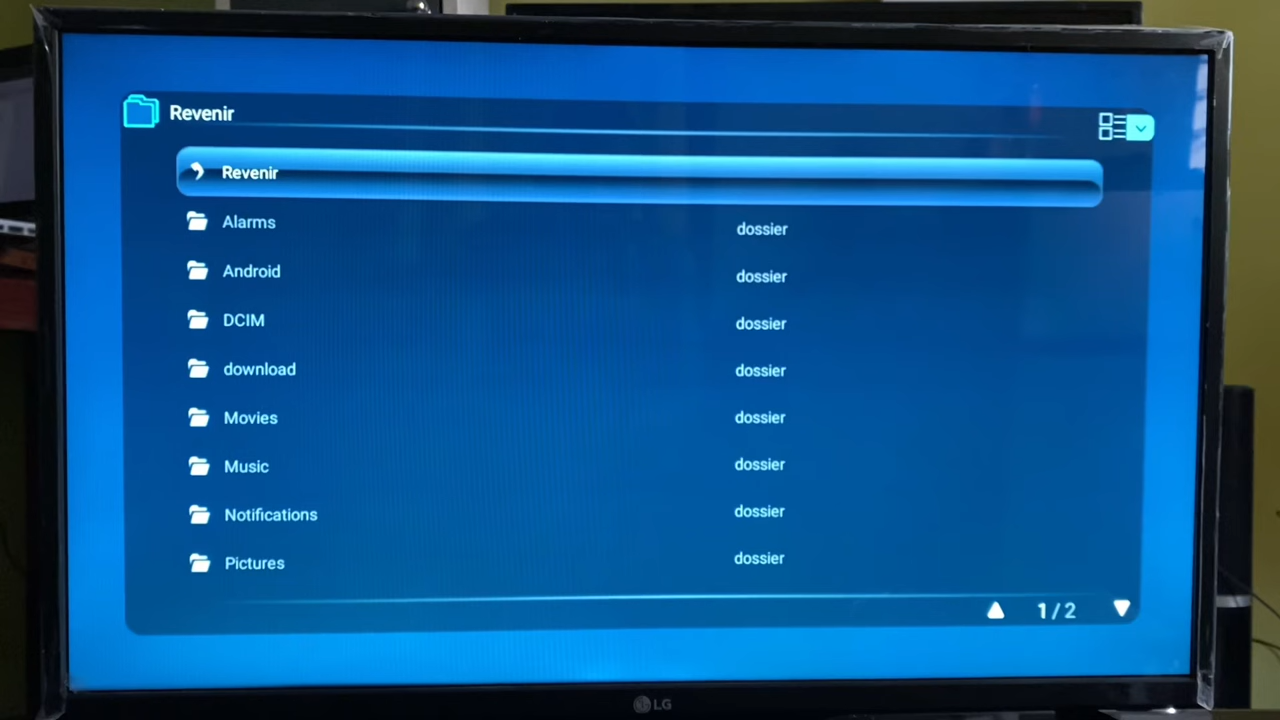 Revenir
Revenir
Alarms dossier
Android dossier
DCIM dossier
download dossier
Movies dossier
Music dossier
Notifications dossier
Pictures dossier
1/2
LG